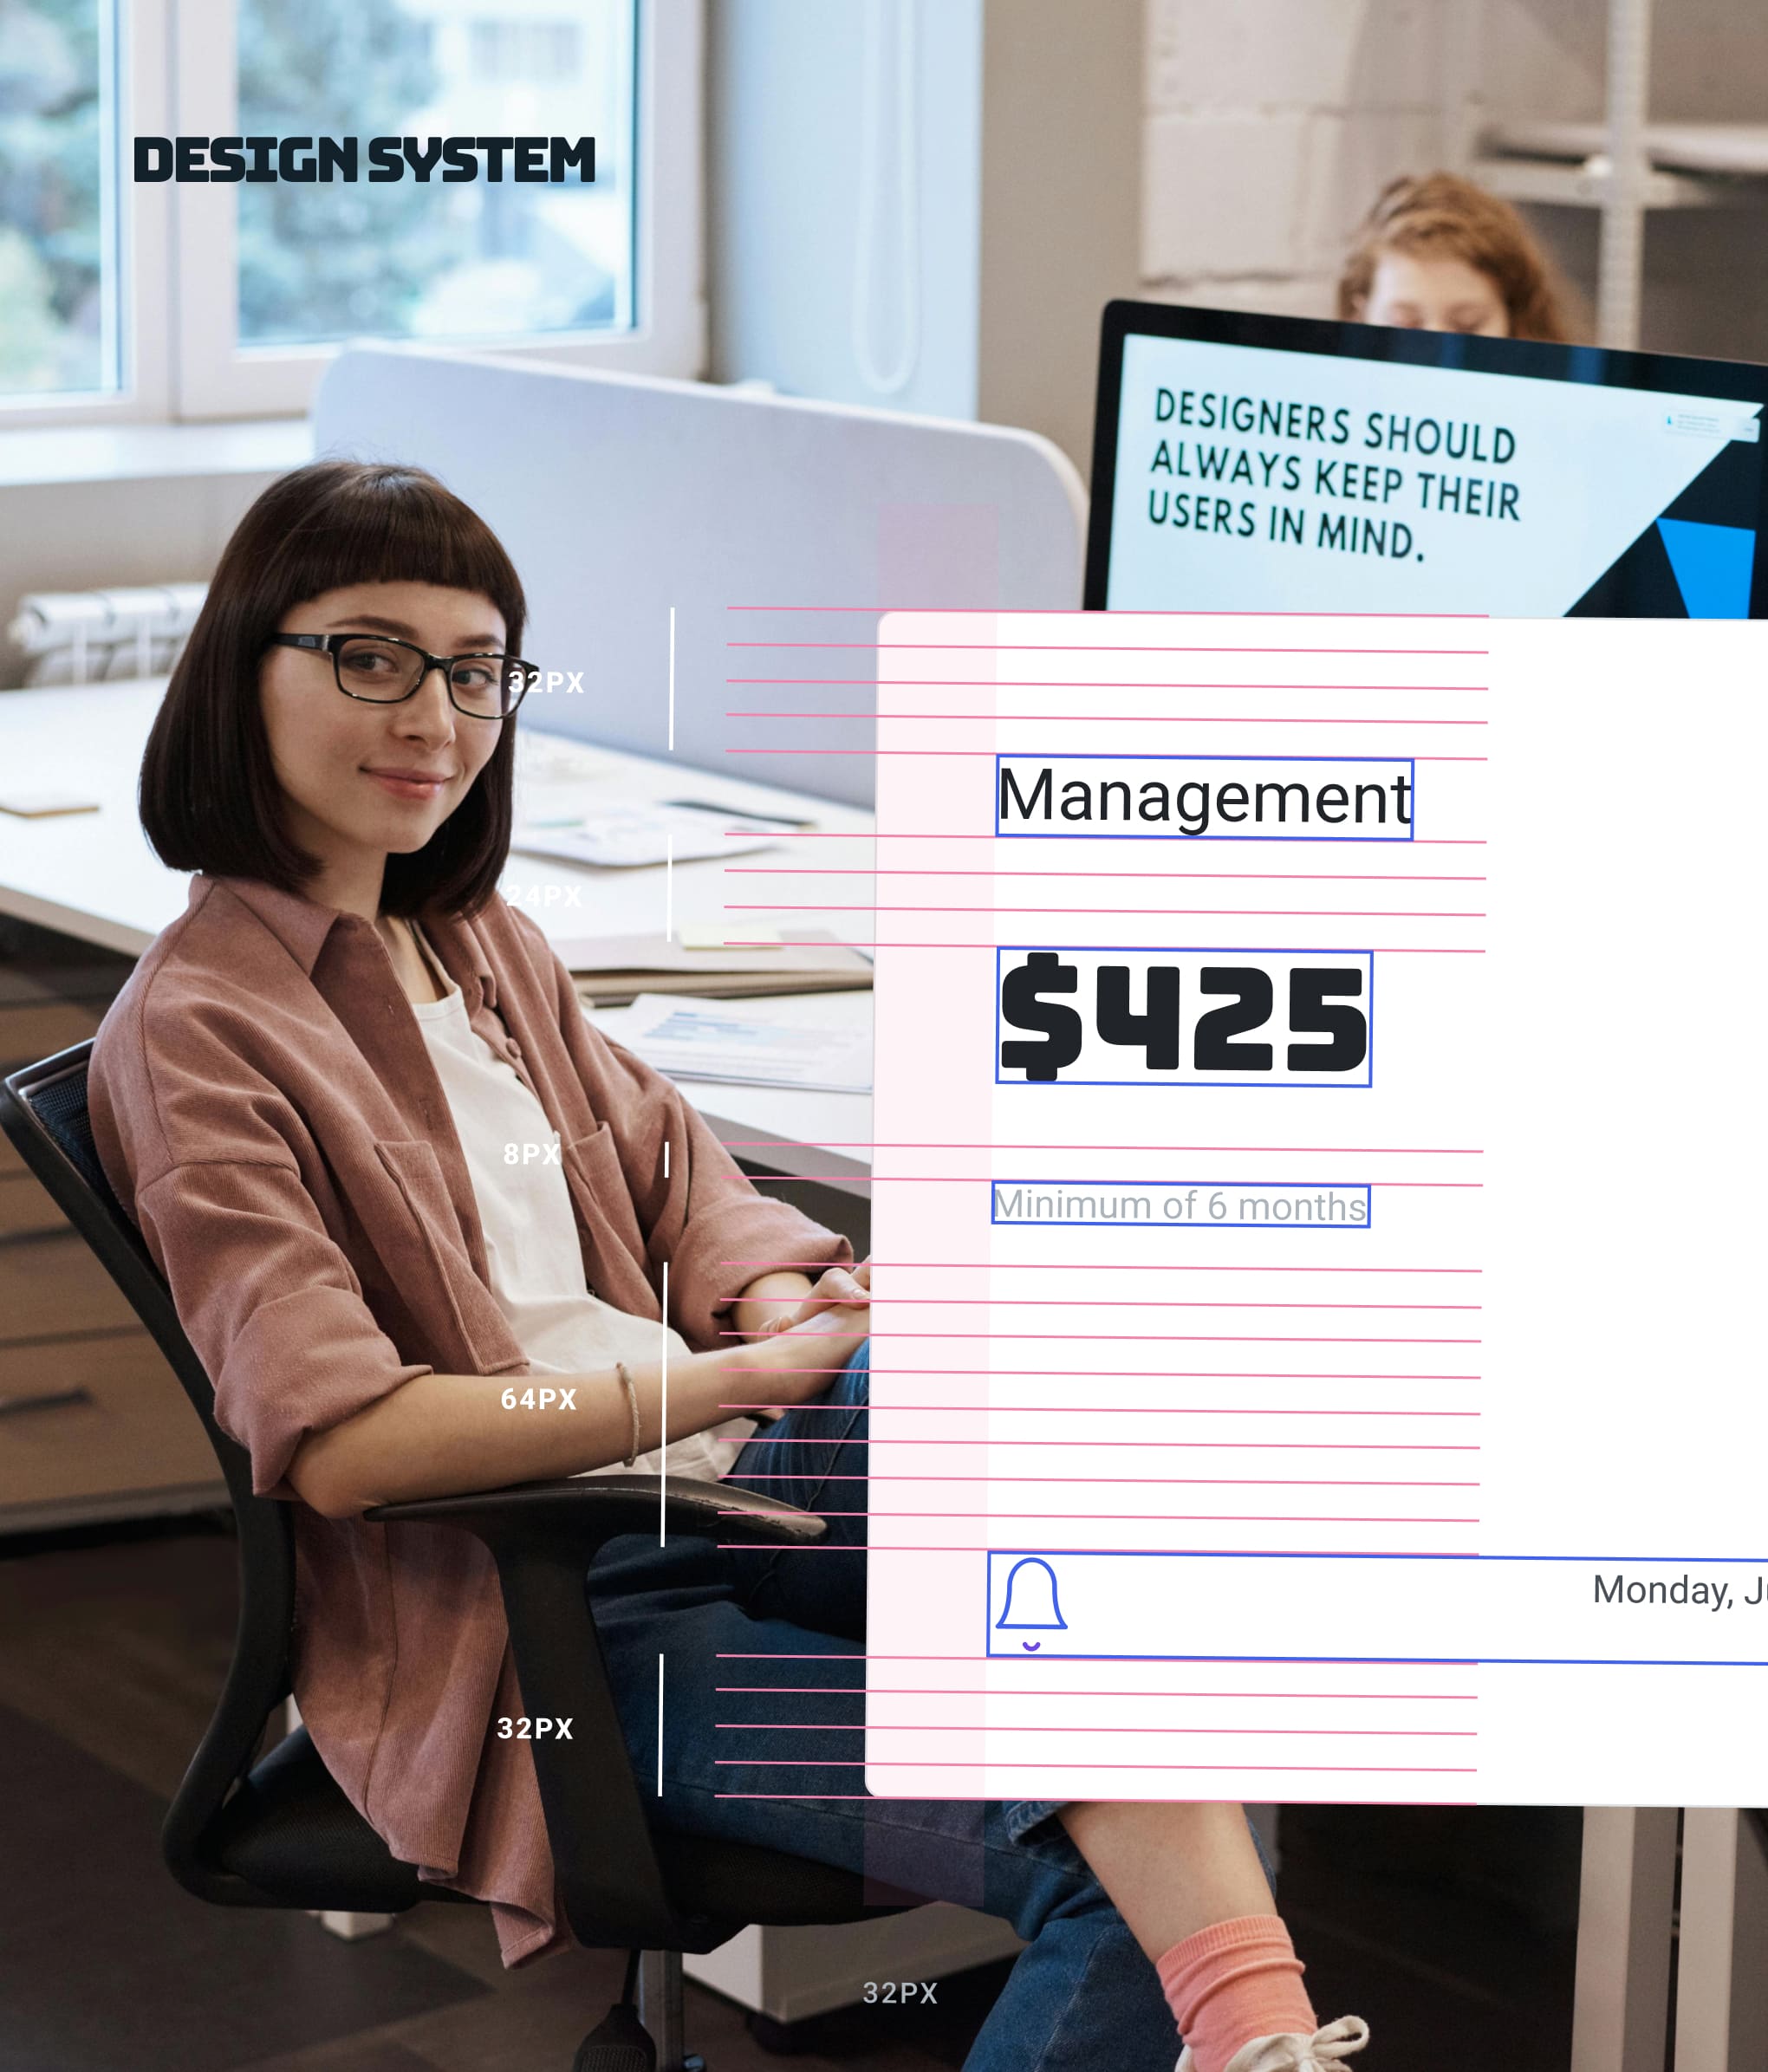 DESIGN SYSTEM
DESIGNERS SHOULD
ALWAYS KEEP THEIR
USERS IN MIND.
32PX
Management
24PX
$425
8PX
Minimum of 6 months
64PX
Monday,
32PX
32PX